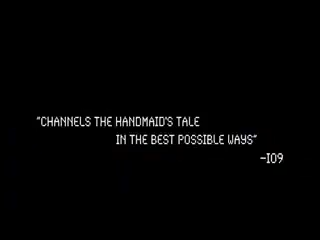 "CHANNELS THE HANDMAID'S TALE
IN THE BEST POSSIBLE WAYS"
-IO9